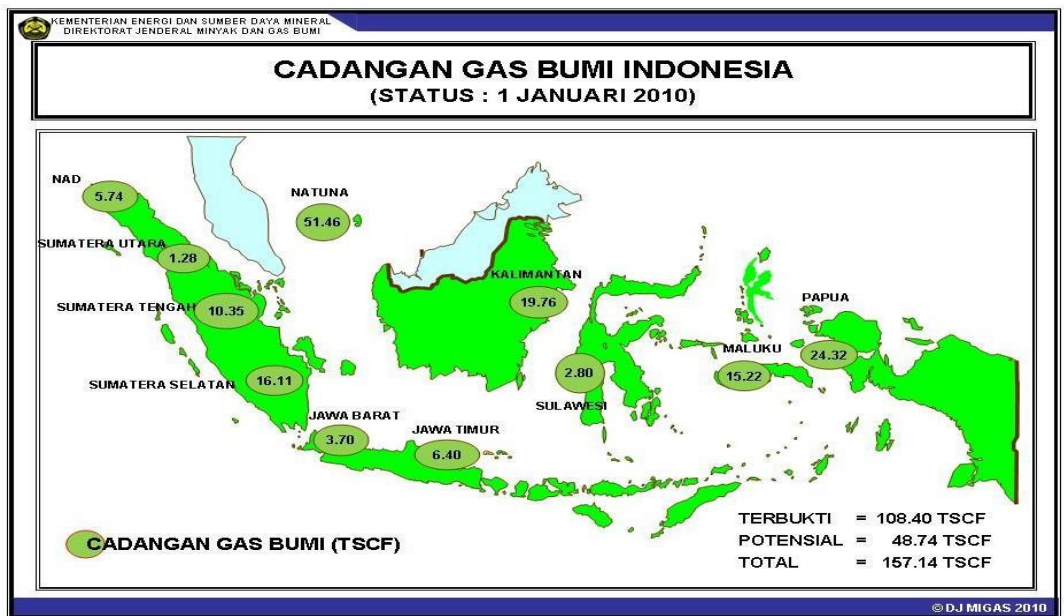 KEMENTERIAN ENERGI DAN SUMBER DAYA MINERAL
DIREKTORAT JENDERAL MINYAK DAN GAS BUMI
CADANGAN GAS BUMI INDONESIA
(STATUS : 1 JANUARI 2010)
NAD
5.74
NATUNA
51.46
SUMATERA UTARA
1.28
KALIMANTAN
19.76
SUMATERA TENGAH
10.35
PAPUA
24.32
MALUKU
15.22
SUMATERA SELATAN
16.11
2.80
SULAWESI
JAWA BARAT
3.70
JAWA TIMUR
6.40
TERBUKTI = 108.40 TSCF
POTENSIAL = 48.74 TSCF
TOTAL = 157.14 TSCF
CADANGAN GAS BUMI (TSCF)
© DJ MIGAS 2010